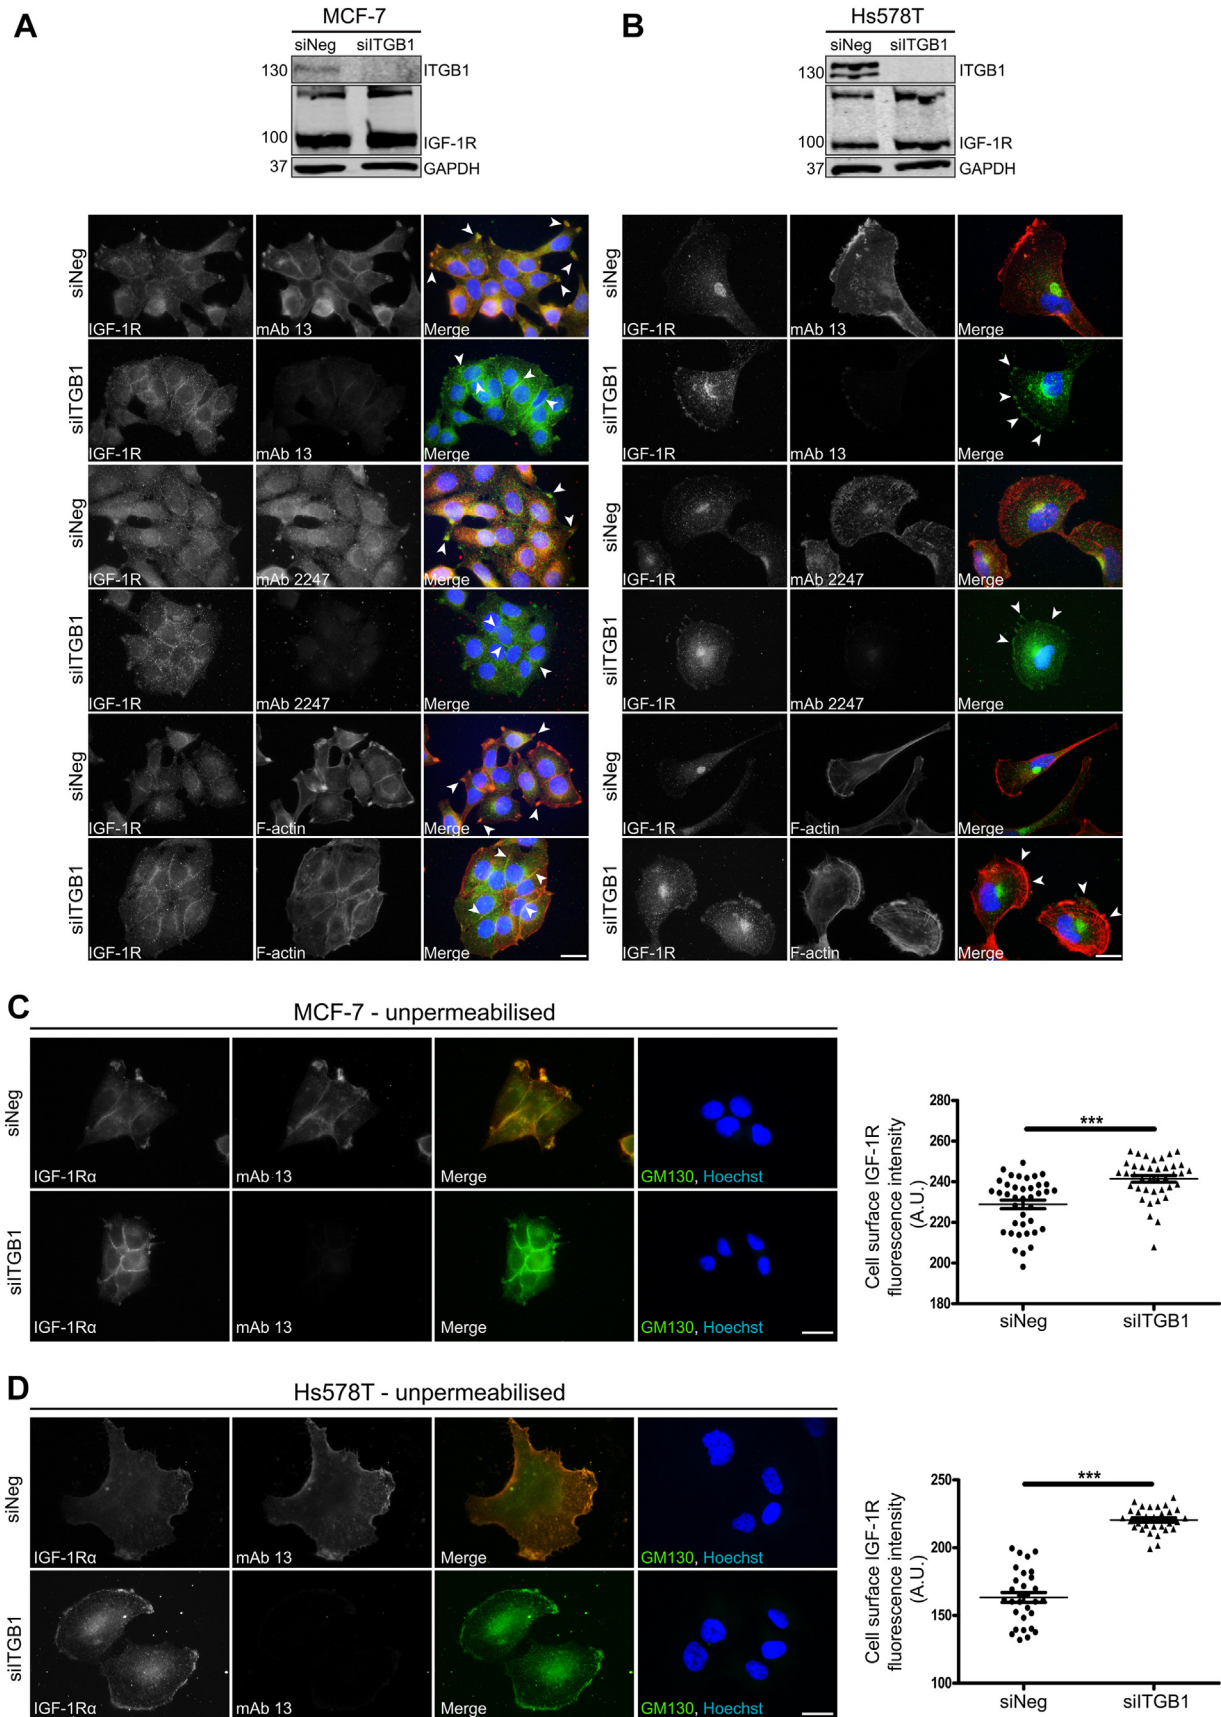 A
MCF-7
siNeg siITGB1
130 ITGB1
100 IGF-1R
37 GAPDH
B
Hs578T
siNeg siITGB1
130 ITGB1
100 IGF-1R
37 GAPDH
siNeg
IGF-1R mAb 13 Merge
siITGB1
IGF-1R mAb 13 Merge
siNeg
IGF-1R mAb 2247 Merge
siITGB1
IGF-1R mAb 2247 Merge
siNeg
IGF-1R F-actin Merge
siITGB1
IGF-1R F-actin Merge
siNeg
IGF-1R mAb 13 Merge
siITGB1
IGF-1R mAb 13 Merge
siNeg
IGF-1R mAb 2247 Merge
siITGB1
IGF-1R mAb 2247 Merge
siNeg
IGF-1R F-actin Merge
siITGB1
IGF-1R F-actin Merge
C
MCF-7 - unpermeabilised
siNeg
IGF-1Rα mAb 13 Merge GM130, Hoechst
siITGB1
IGF-1Rα mAb 13 Merge GM130, Hoechst
Cell surface IGF-1R
fluorescence intensity
(A.U.)
280
260
240
220
200
180
***
siNeg siITGB1
D
Hs578T - unpermeabilised
siNeg
IGF-1Rα mAb 13 Merge GM130, Hoechst
siITGB1
IGF-1Rα mAb 13 Merge GM130, Hoechst
Cell surface IGF-1R
fluorescence intensity
(A.U.)
250
200
150
100
***
siNeg siITGB1